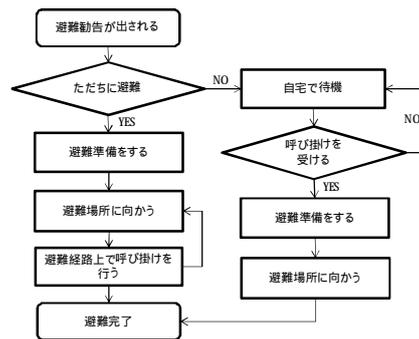 避難勧告が出される
ただちに避難
NO
自宅で待機
YES
NO
避難準備をする
呼び掛けを
受ける
YES
避難場所に向かう
避難準備をする
避難経路上で呼び掛けを
行う
避難場所に向かう
避難完了